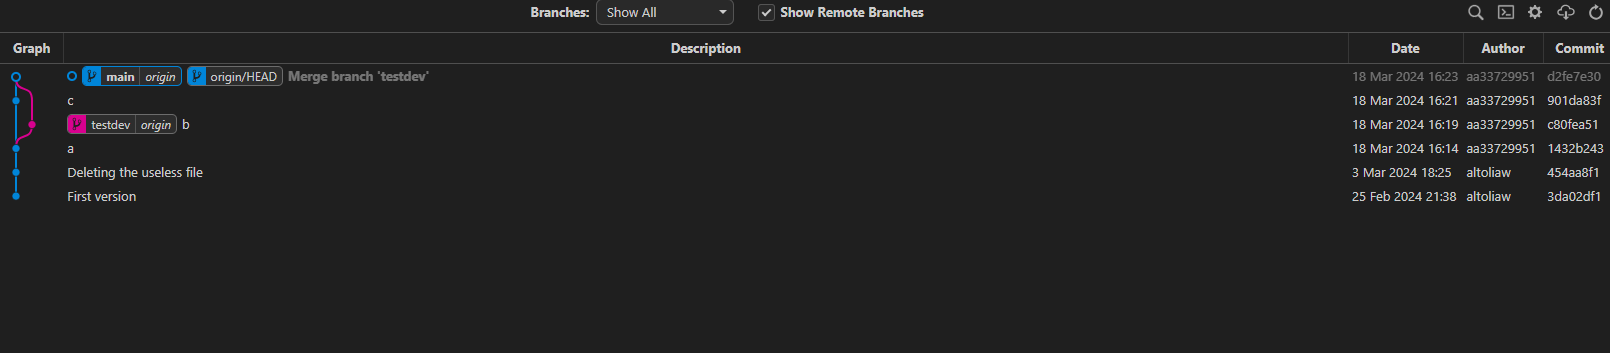 Branches: Show All Show Remote Branches
Graph Description Date Author Commit
main origin origin/HEAD Merge branch 'testdev' 18 Mar 2024 16:23 aa33729951 d2fe7e30
c 18 Mar 2024 16:21 aa33729951 901da83f
testdev origin b 18 Mar 2024 16:19 aa33729951 c80fea51
a 18 Mar 2024 16:14 aa33729951 1432b243
Deleting the useless file 3 Mar 2024 18:25 altoliaw 454aa8f1
First version 25 Feb 2024 21:38 altoliaw 3da02df1